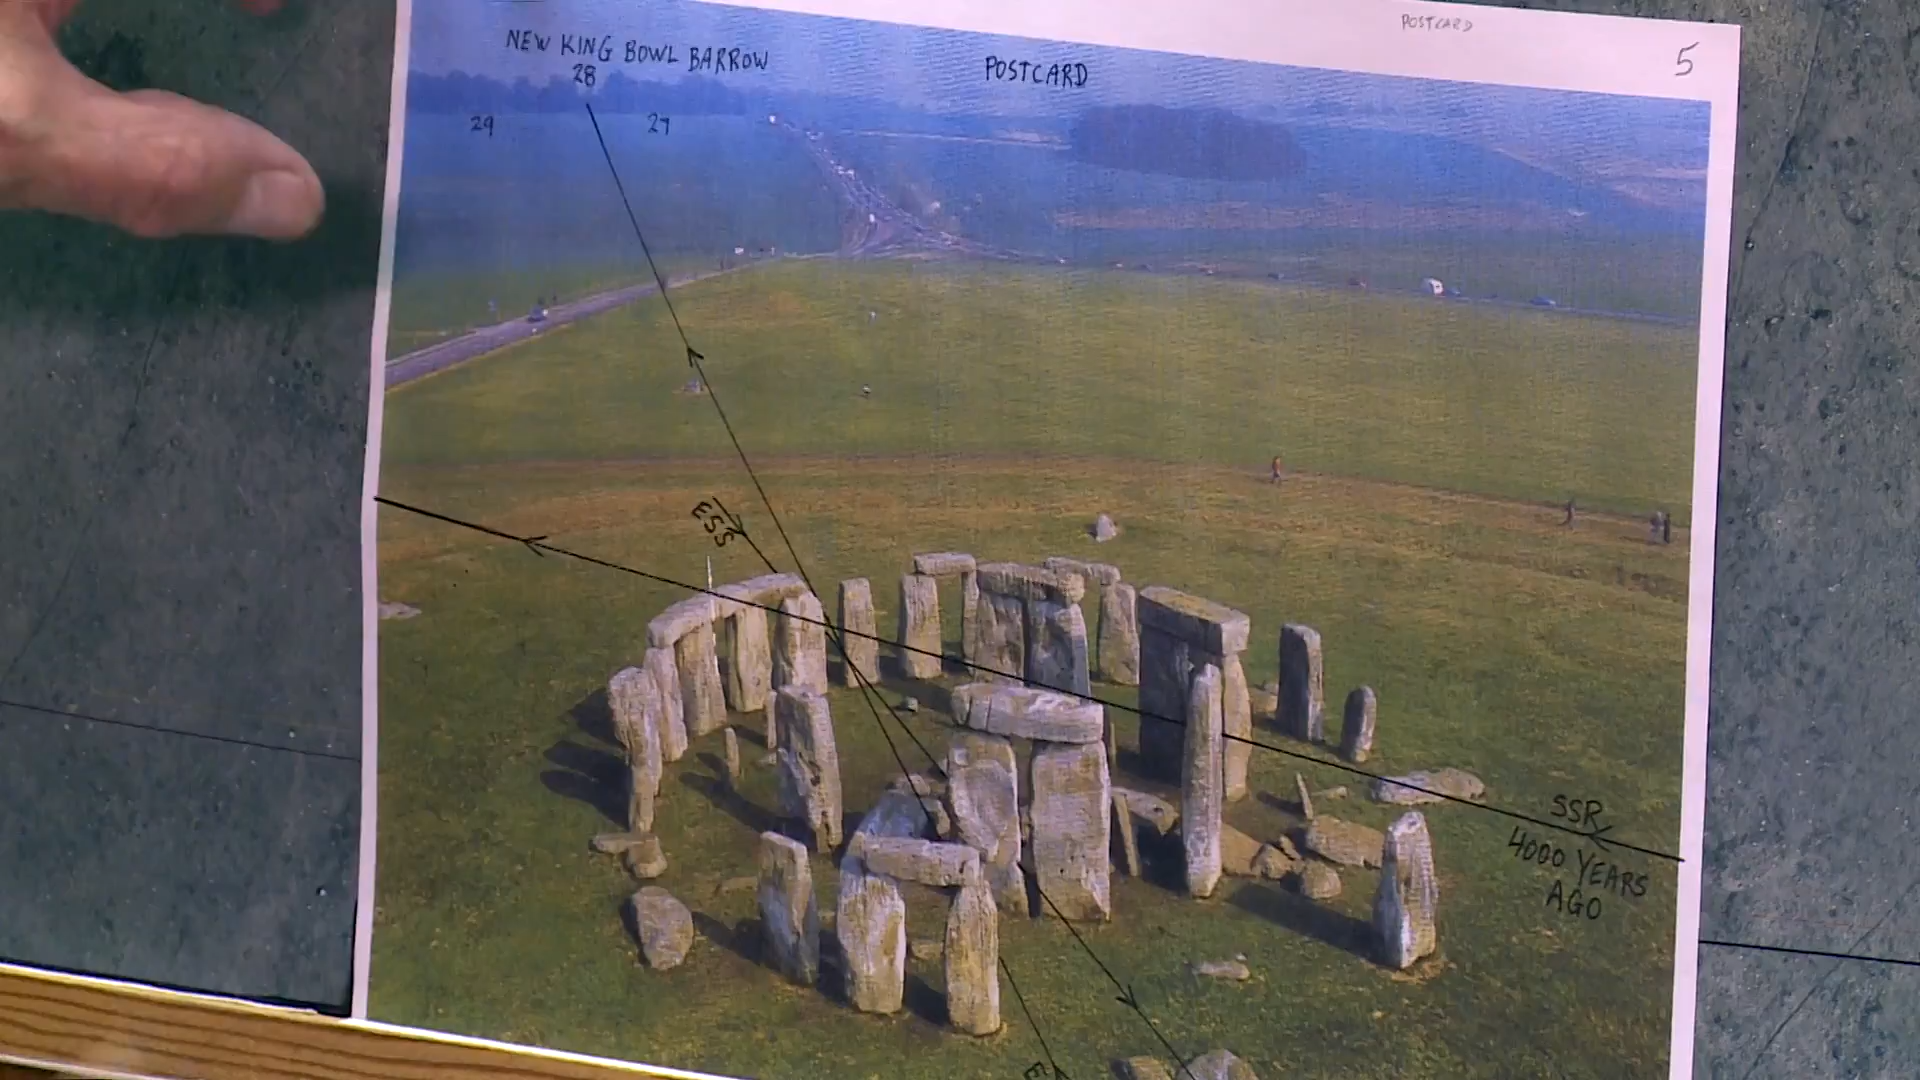 POSTCARD
5
NEW KING BOWL BARROW
28
POSTCARD
29
27
ESS
SSR
4000 YEARS
AGO